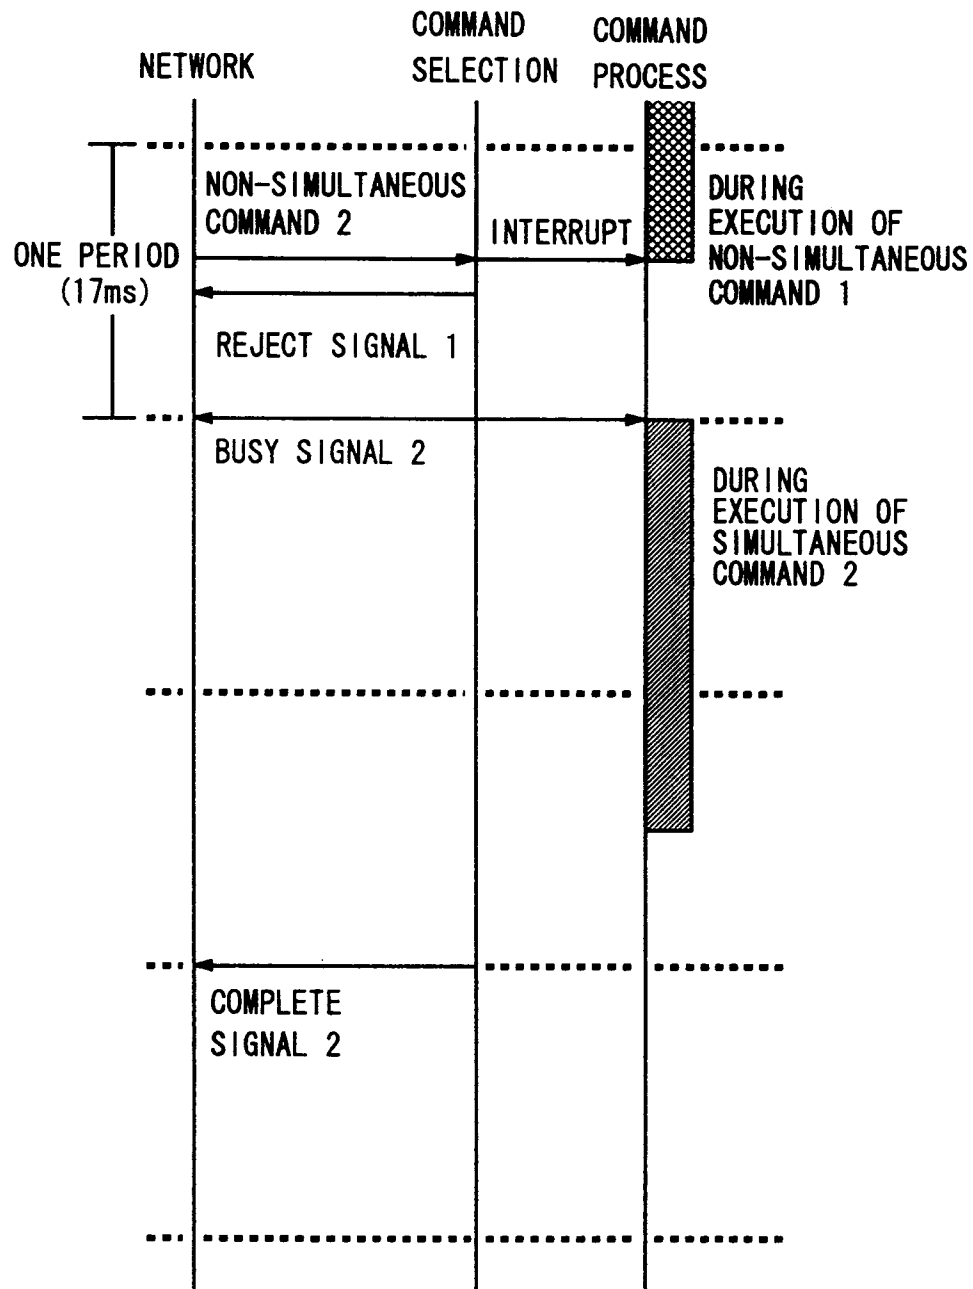 NETWORK
COMMAND
SELECTION
COMMAND
PROCESS
NON-SIMULTANEOUS
COMMAND 2
INTERRUPT
DURING
EXECUTION OF
NON-SIMULTANEOUS
COMMAND 1
ONE PERIOD
(17ms)
REJECT SIGNAL 1
BUSY SIGNAL 2
DURING
EXECUTION OF
SIMULTANEOUS
COMMAND 2
COMPLETE
SIGNAL 2